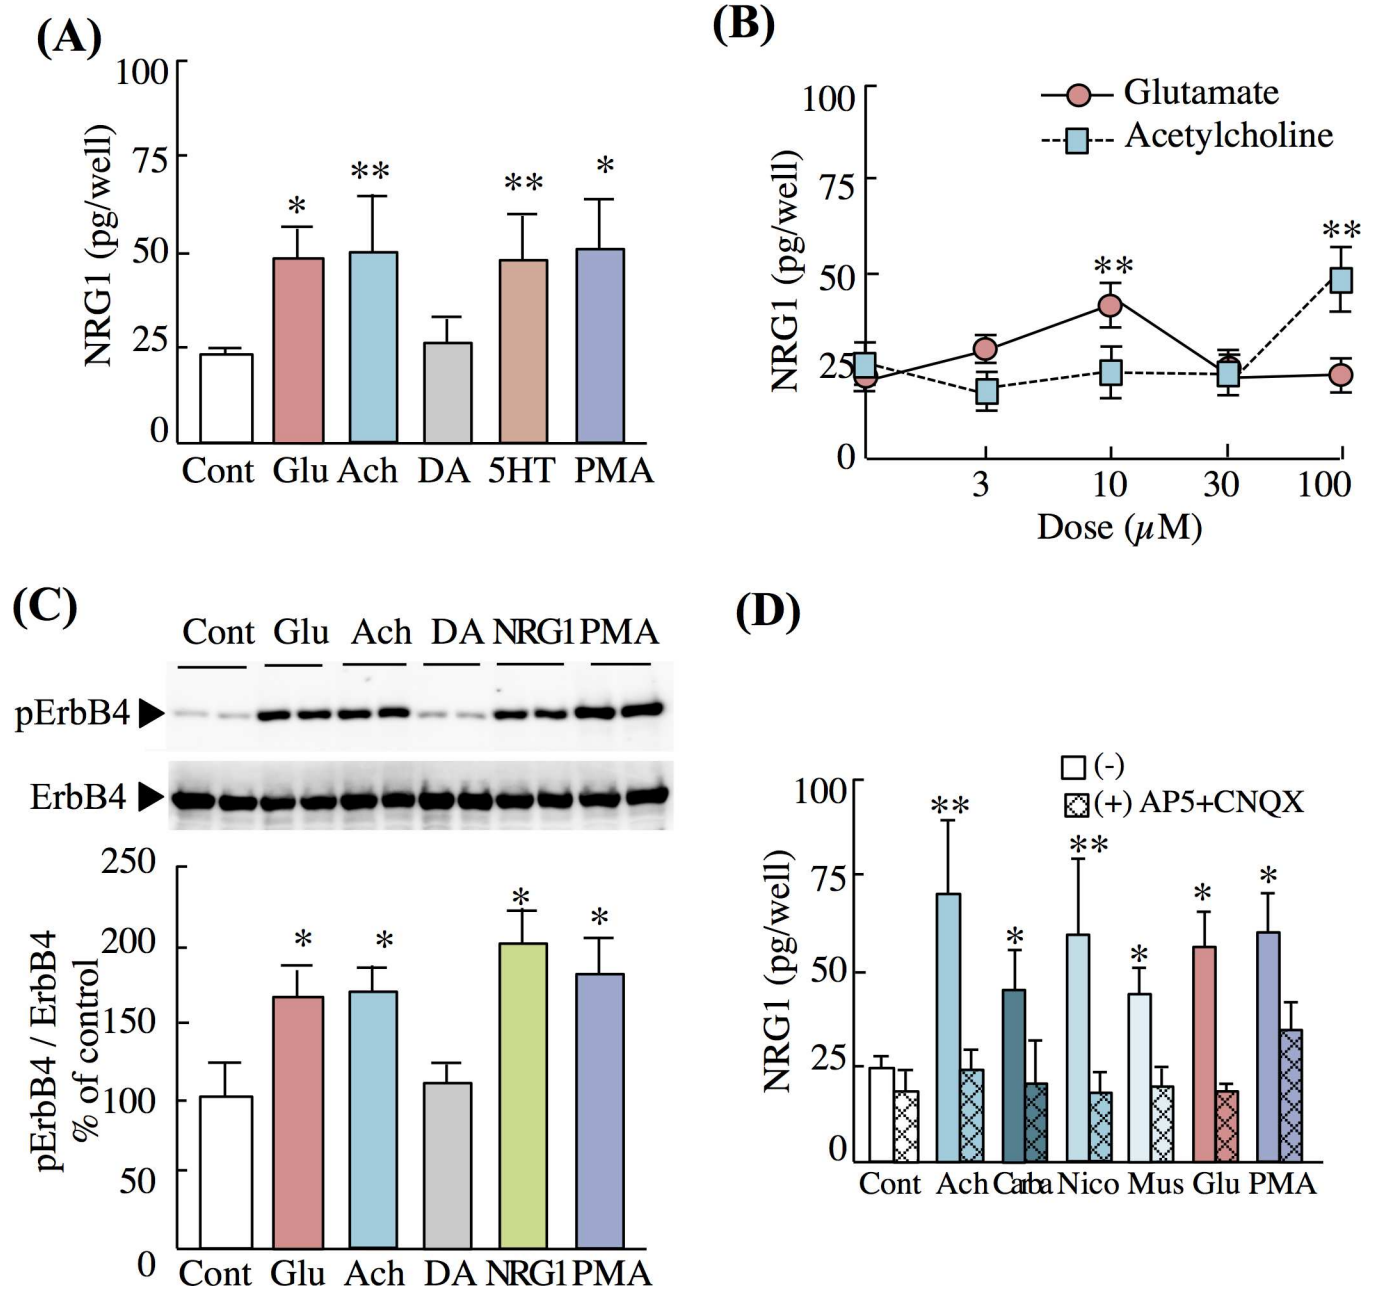 (A)
100
75
50
25
0
NRG1 (pg/well)
*
**
**
*
Cont Glu Ach DA 5HT PMA
(B)
Glutamate
Acetylcholine
100
75
50
25
0
NRG1 (pg/well)
**
**
3 10 30 100
Dose (µM)
(C)
Cont Glu Ach DA NRG1 PMA
pErbB4
ErbB4
250
200
150
100
50
0
pErbB4 / ErbB4
% of control
*
*
*
*
Cont Glu Ach DA NRG1 PMA
(D)
(-)
(+) AP5+CNQX
100
75
50
25
0
NRG1 (pg/well)
**
*
**
*
*
*
Cont Ach Carba Nico Mus Glu PMA